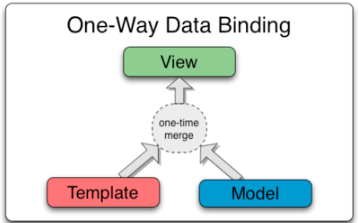 One-Way Data Binding
View
one-time
merge
Template
Model